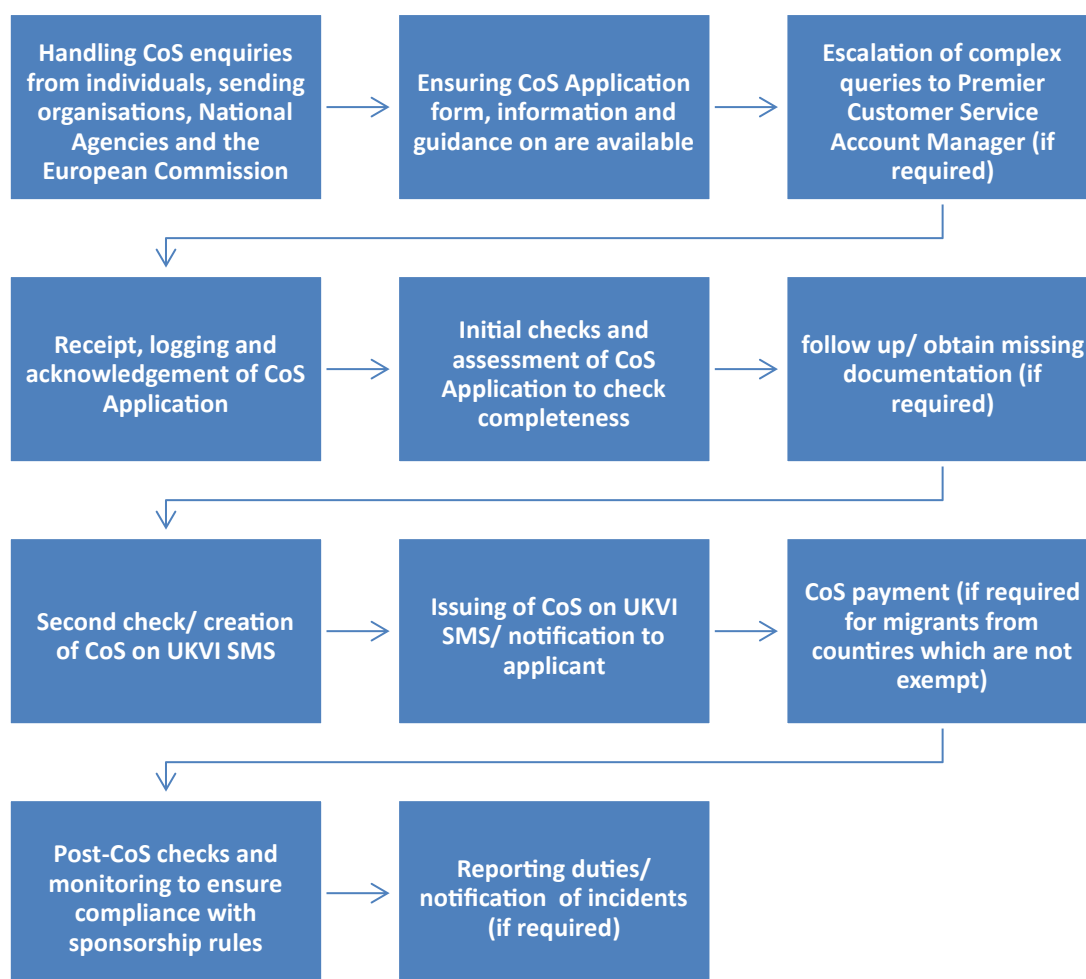 Handling CoS enquiries
from individuals, sending
organisations, National
Agencies and the
European Commission
Ensuring CoS Application
form, information and
guidance on are available
Escalation of complex
queries to Premier
Customer Service
Account Manager (if
required)
Receipt, logging and
acknowledgement of CoS
Application
Initial checks and
assessment of CoS
Application to check
completeness
follow up/ obtain missing
documentation (if
required)
Second check/ creation
of CoS on UKVI SMS
Issuing of CoS on UKVI
SMS/ notification to
applicant
CoS payment (if required
for migrants from
countires which are not
exempt)
Post-CoS checks and
monitoring to ensure
compliance with
sponsorship rules
Reporting duties/
notification of incidents
(if required)